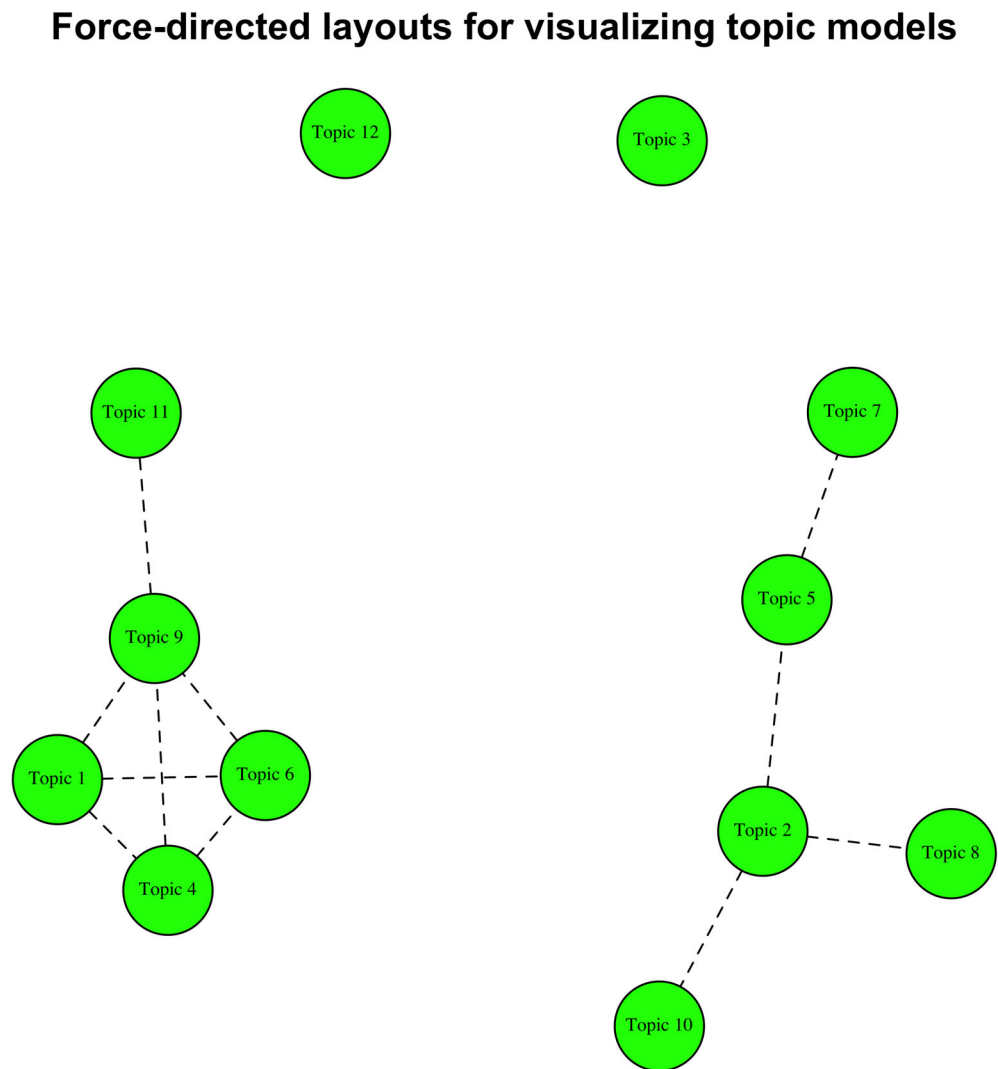 Force-directed layouts for visualizing topic models
Topic 12
Topic 3
Topic 11
Topic 7
Topic 5
Topic 9
Topic 1
Topic 6
Topic 2
Topic 8
Topic 4
Topic 10